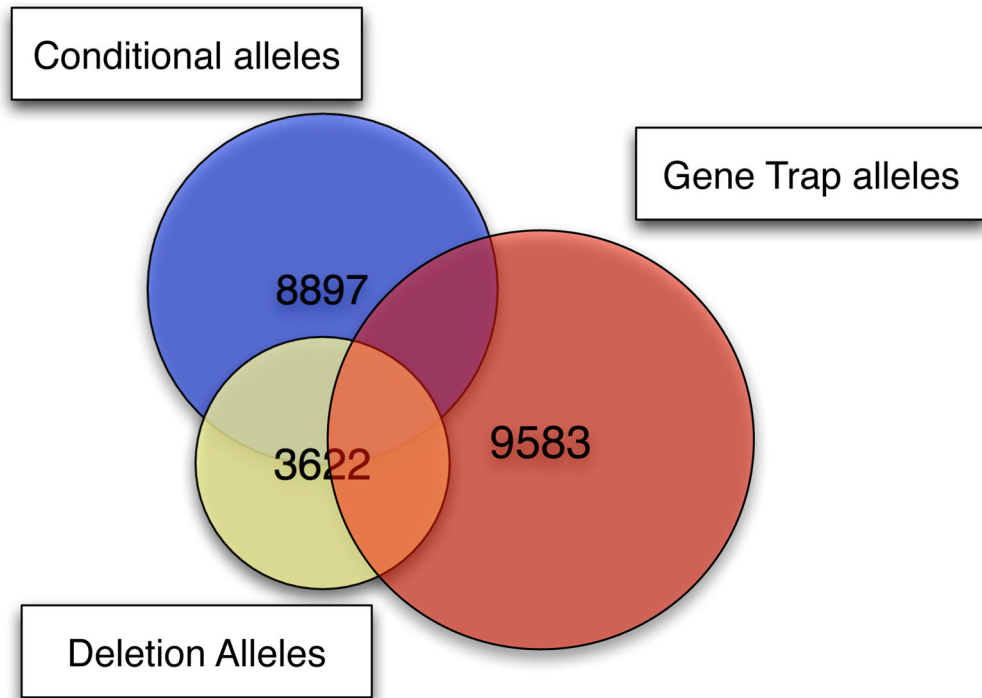 Conditional alleles
Gene Trap alleles
8897
9583
3622
Deletion Alleles